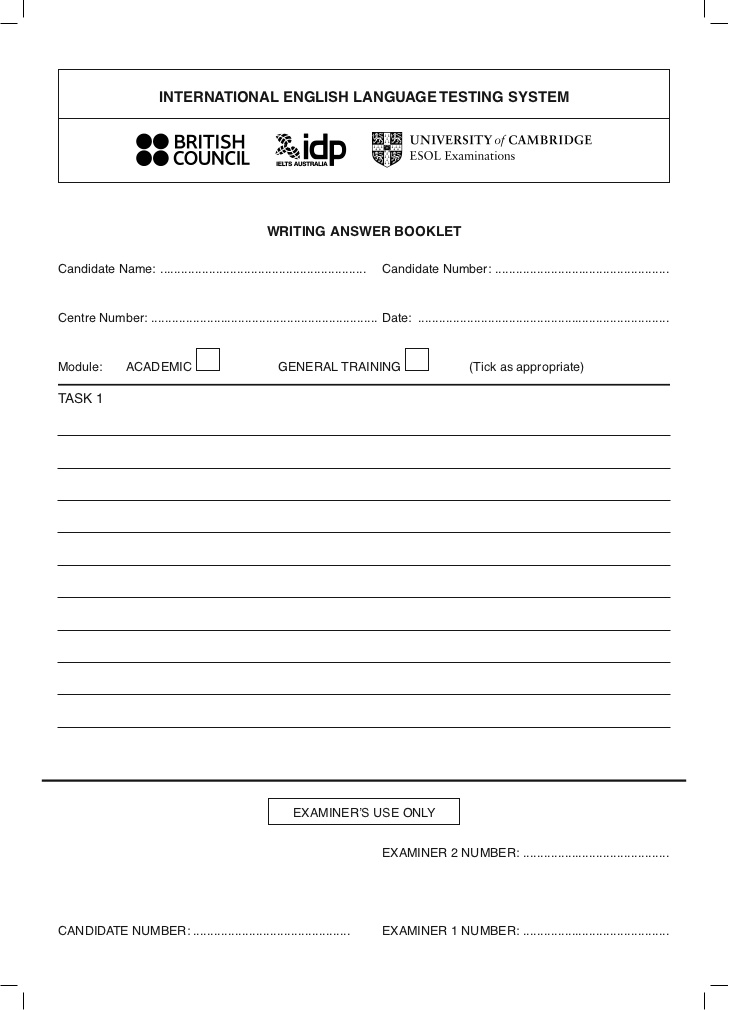 INTERNATIONAL ENGLISH LANGUAGE TESTING SYSTEM
BRITISH COUNCIL
idp IELTS AUSTRALIA
UNIVERSITY of CAMBRIDGE
ESOL Examinations
WRITING ANSWER BOOKLET
Candidate Name: ........................................................... Candidate Number: ..................................................
Centre Number: ................................................................. Date: ........................................................................
Module: ACADEMIC GENERAL TRAINING (Tick as appropriate)
TASK 1
EXAMINER'S USE ONLY
EXAMINER 2 NUMBER: ..........................................
CANDIDATE NUMBER: ............................................. EXAMINER 1 NUMBER: ..........................................